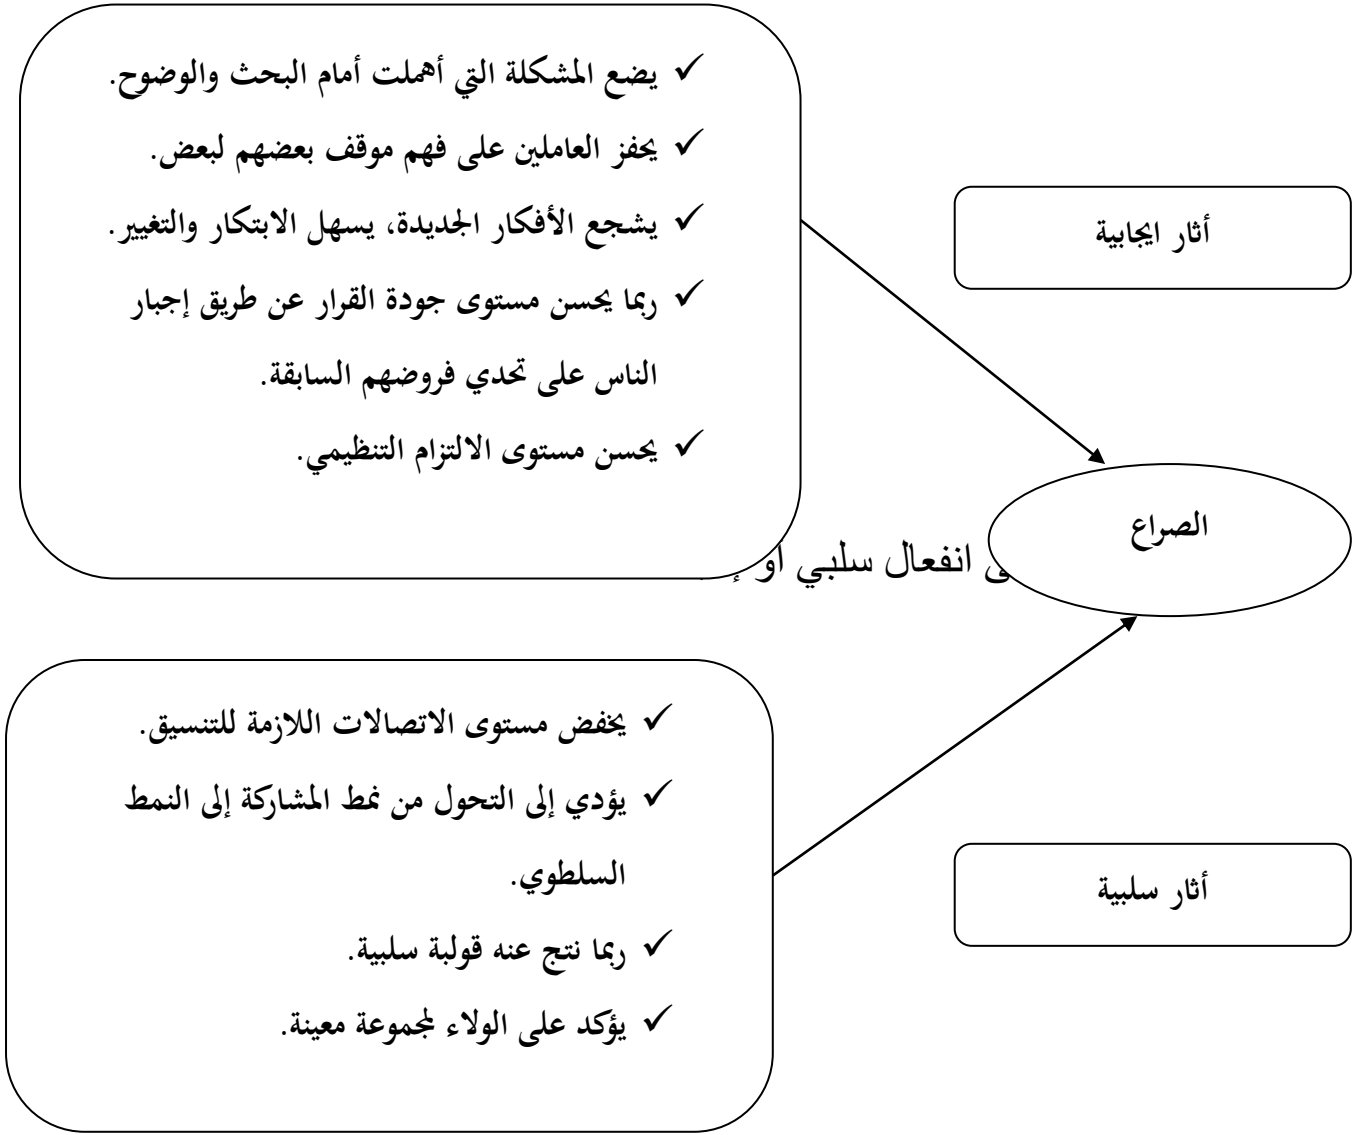 يضع المشكلة التي أهملت أمام البحث والوضوح.
يحفز العاملين على فهم موقف بعضهم لبعض.
يشجع الأفكار الجديدة، يسهل الابتكار والتغيير.
ربما يحسن مستوى جودة القرار عن طريق إجبار
الناس على تحدي فروضهم السابقة.
يحسن مستوى الالتزام التنظيمي.
أثار ايجابية
الصراع
انفعال سلبي أو
يخفض مستوى الاتصالات اللازمة للتنسيق.
يؤدي إلى التحول من نمط المشاركة إلى النمط
السلطوي.
ربما نتج عنه قولبة سلبية.
يؤكد على الولاء لمجموعة معينة.
أثار سلبية